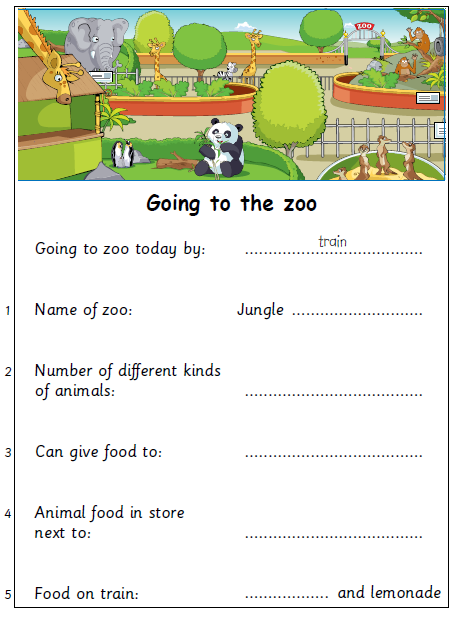 ZOO
Going to the zoo
Going to zoo today by: ......train......
1 Name of zoo: Jungle ............................
2 Number of different kinds
of animals: ......................................
3 Can give food to: ......................................
4 Animal food in store
next to: ......................................
5 Food on train: .................. and lemonade